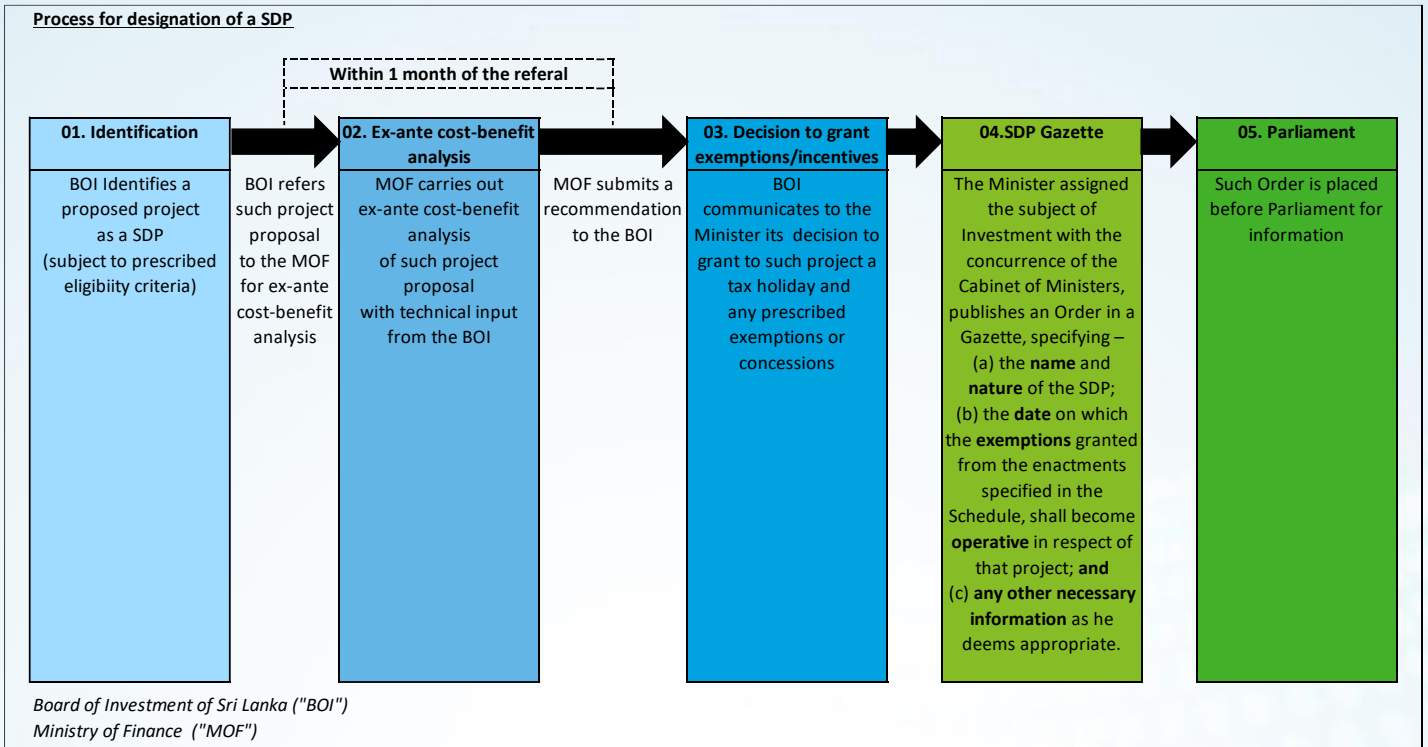 Process for designation of a SDP
Within 1 month of the referal
01. Identification
BOI Identifies a
proposed project
as a SDP
(subject to prescribed
eligibiity criteria)
BOI refers
such project
proposal
to the MOF
for ex-ante
cost-benefit
analysis
02. Ex-ante cost-benefit
analysis
MOF carries out
ex-ante cost-benefit
analysis
of such project
proposal
with technical input
from the BOI
MOF submits a
recommendation
to the BOI
03. Decision to grant
exemptions/incentives
BOI
communicates to the
Minister its decision to
grant to such project a
tax holiday and
any prescribed
exemptions or
concessions
04.SDP Gazette
The Minister assigned
the subject of
Investment with the
concurrence of the
Cabinet of Ministers,
publishes an Order in a
Gazette, specifying –
(a) the name and
nature of the SDP;
(b) the date on which
the exemptions granted
from the enactments
specified in the
Schedule, shall become
operative in respect of
that project; and
(c) any other necessary
information as he
deems appropriate.
05. Parliament
Such Order is placed
before Parliament for
information
Board of Investment of Sri Lanka ("BOI")
Ministry of Finance ("MOF")